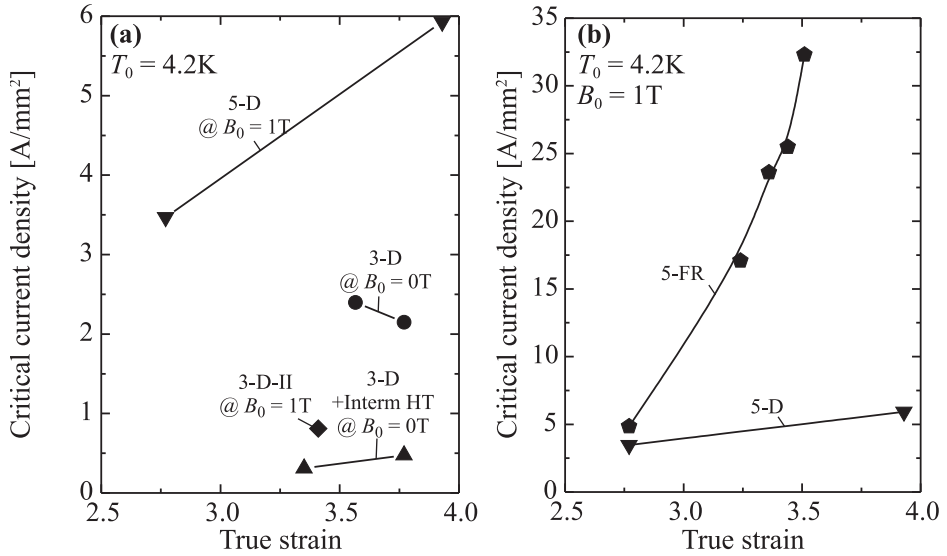 (a)
T₀ = 4.2K
5-D
@ B₀ = 1T
3-D
@ B₀ = 0T
3-D-II
@ B₀ = 1T
3-D
+Interm HT
@ B₀ = 0T
Critical current density [A/mm²]
6
5
4
3
2
1
0
2.5 3.0 3.5 4.0
True strain
(b)
T₀ = 4.2K
B₀ = 1T
5-FR
5-D
Critical current density [A/mm²]
35
30
25
20
15
10
5
0
2.5 3.0 3.5 4.0
True strain